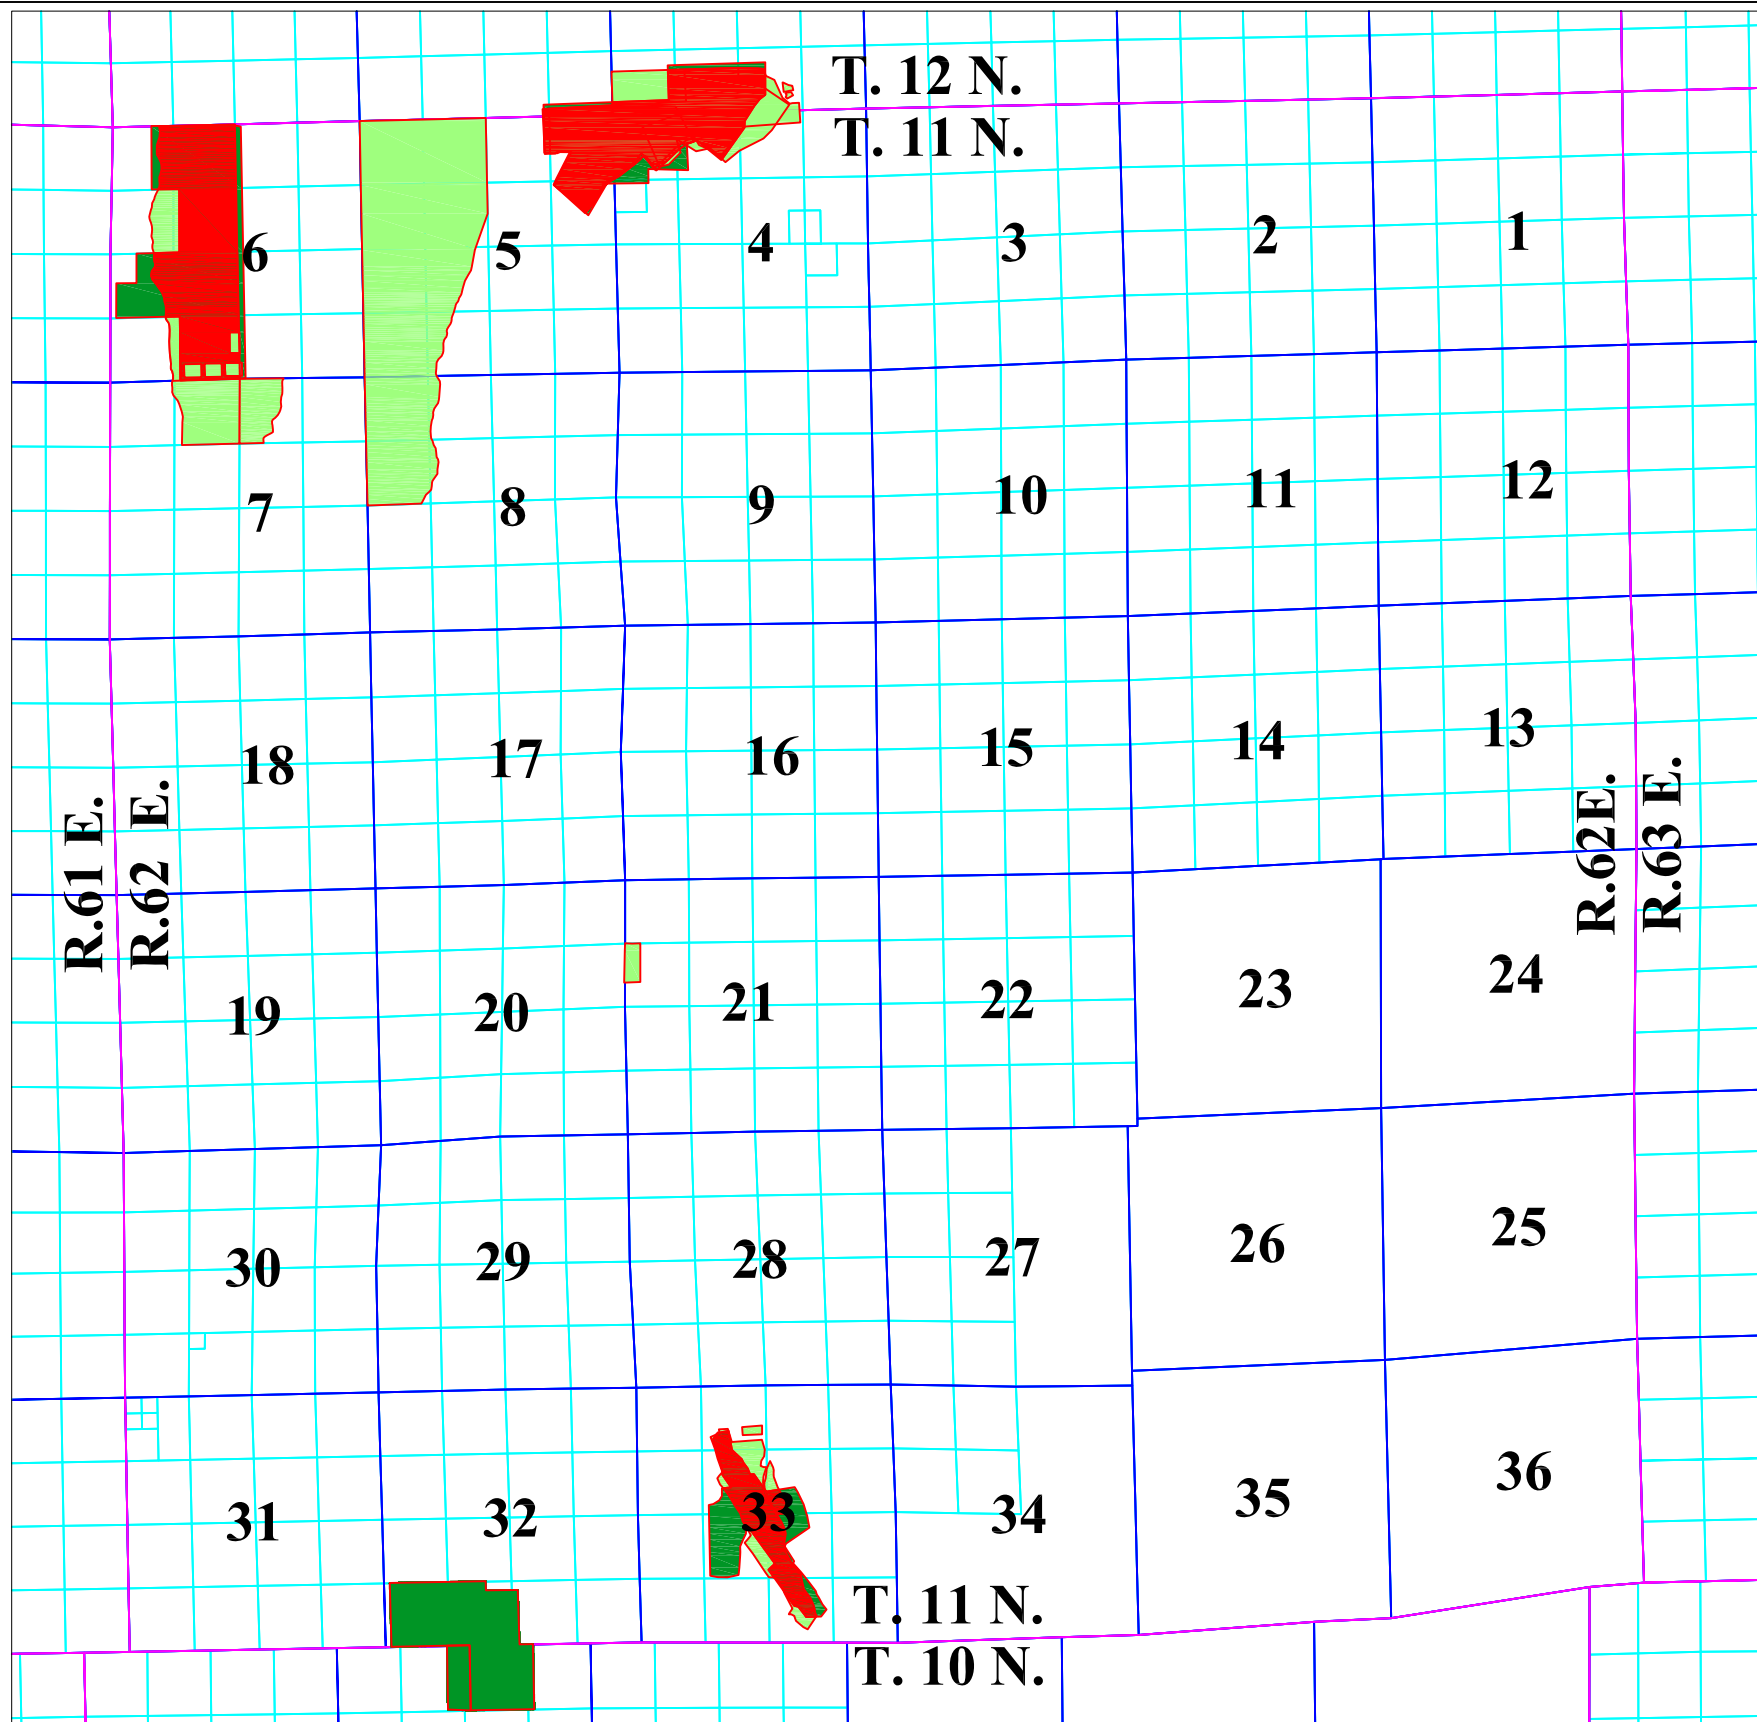 T. 12 N.
T. 11 N.
6 5 4 3 2 1
7 8 9 10 11 12
18 17 16 15 14 13
R.61 E.
R.62 E.
R.62E.
R.63 E.
19 20 21 22 23 24
30 29 28 27 26 25
31 32 33 34 35 36
T. 11 N.
T. 10 N.